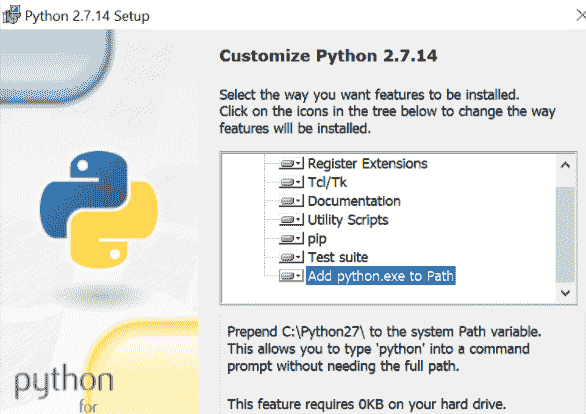 Python 2.7.14 Setup
Customize Python 2.7.14
Select the way you want features to be installed.
Click on the icons in the tree below to change the way
features will be installed.
Register Extensions
Tcl/Tk
Documentation
Utility Scripts
pip
Test suite
Add python.exe to Path
Prepend C:\Python27\ to the system Path variable.
This allows you to type 'python' into a command
prompt without needing the full path.
This feature requires 0KB on your hard drive.
python
for